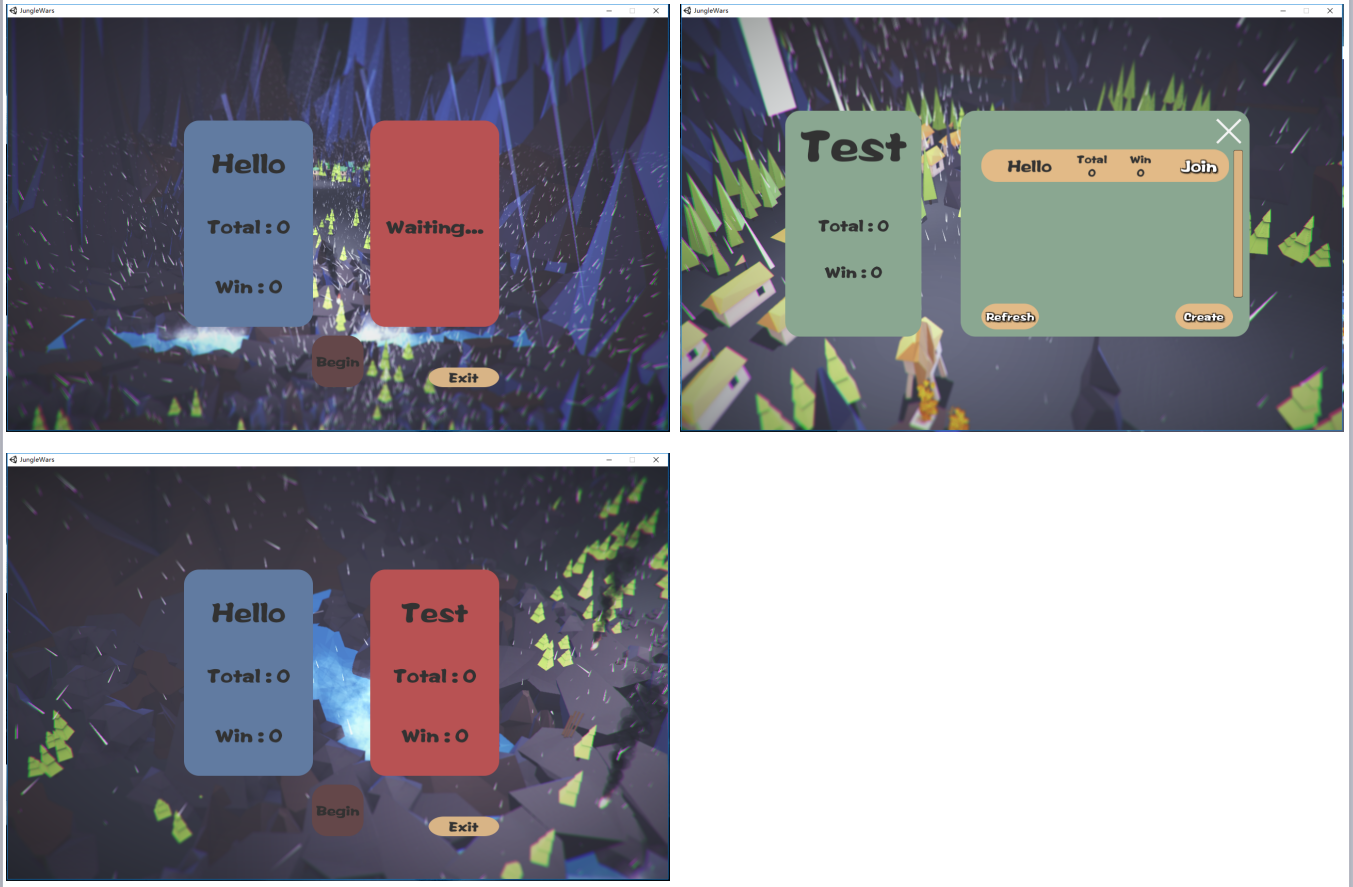 JungleWars
Hello
Total : 0
Win : 0
Waiting...
Begin
Exit
JungleWars
Test
Total : 0
Win : 0
Hello Total Win Join
0 0
Refresh Create
JungleWars
Hello
Total : 0
Win : 0
Test
Total : 0
Win : 0
Begin
Exit